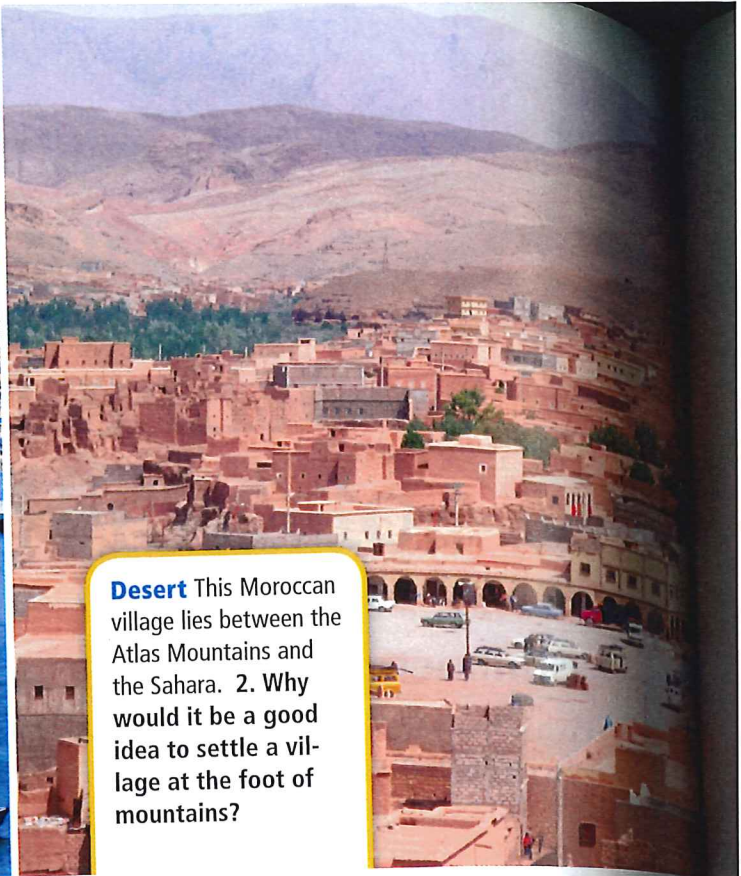 Desert This Moroccan
village lies between the
Atlas Mountains and
the Sahara. 2. Why
would it be a good
idea to settle a vil-
lage at the foot of
mountains?